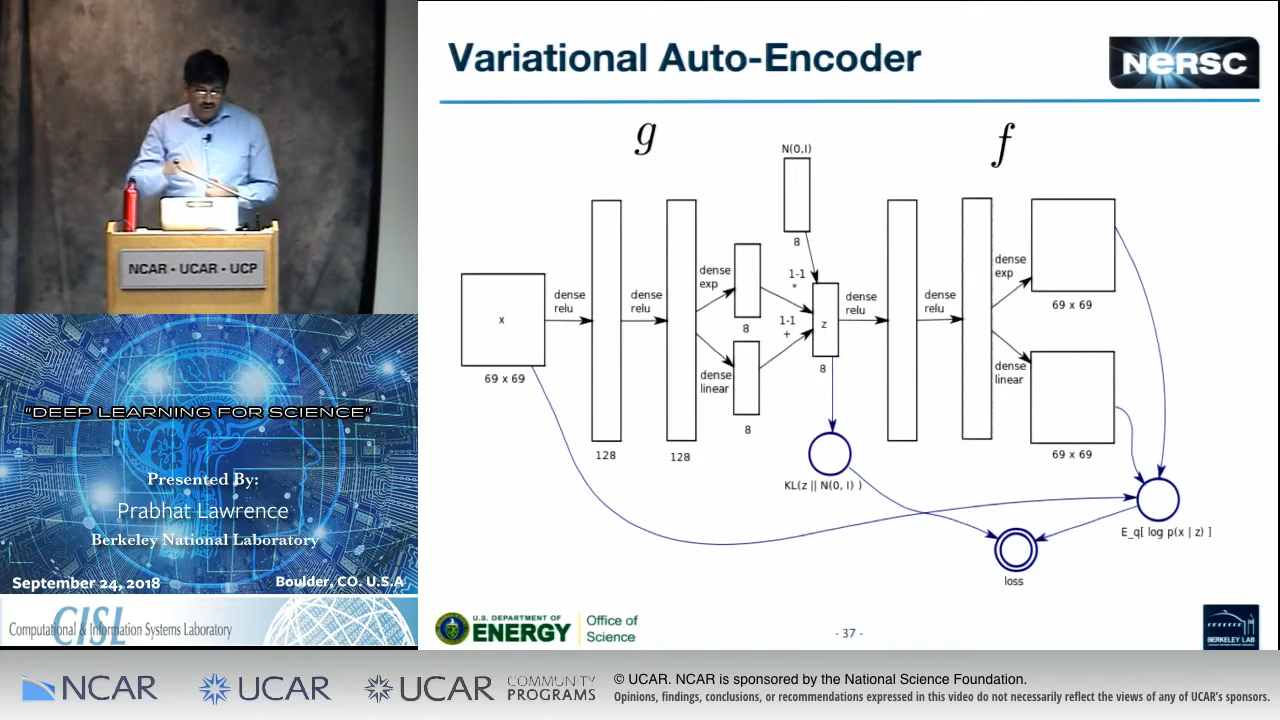 NCAR • UCAR • UCP
"DEEP LEARNING FOR SCIENCE"
Presented By:
Prabhat Lawrence
Berkeley National Laboratory
September 24, 2018
Boulder, CO. U.S.A
CISL
Computational & Information Systems Laboratory
Variational Auto-Encoder
NERSC
g
f
N(0,I)
8
x
69 x 69
dense
relu
128
dense
relu
128
dense
exp
8
dense
linear
8
1-1
*
1-1
+
z
8
dense
relu
dense
relu
dense
exp
69 x 69
dense
linear
69 x 69
KL(z || N(0, I) )
E_q[ log p(x | z) ]
loss
U.S. DEPARTMENT OF
ENERGY
Office of
Science
- 37 -
BERKELEY LAB
NCAR
UCAR
UCAR
COMMUNITY
PROGRAMS
© UCAR. NCAR is sponsored by the National Science Foundation.
Opinions, findings, conclusions, or recommendations expressed in this video do not necessarily reflect the views of any of UCAR's sponsors.